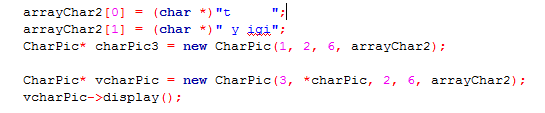 arrayChar2[0] = (char *)"t      ";
arrayChar2[1] = (char *)" y iqi";
CharPic* charPic3 = new CharPic(1, 2, 6, arrayChar2);
CharPic* vcharPic = new CharPic(3, *charPic, 2, 6, arrayChar2);
vcharPic->display();